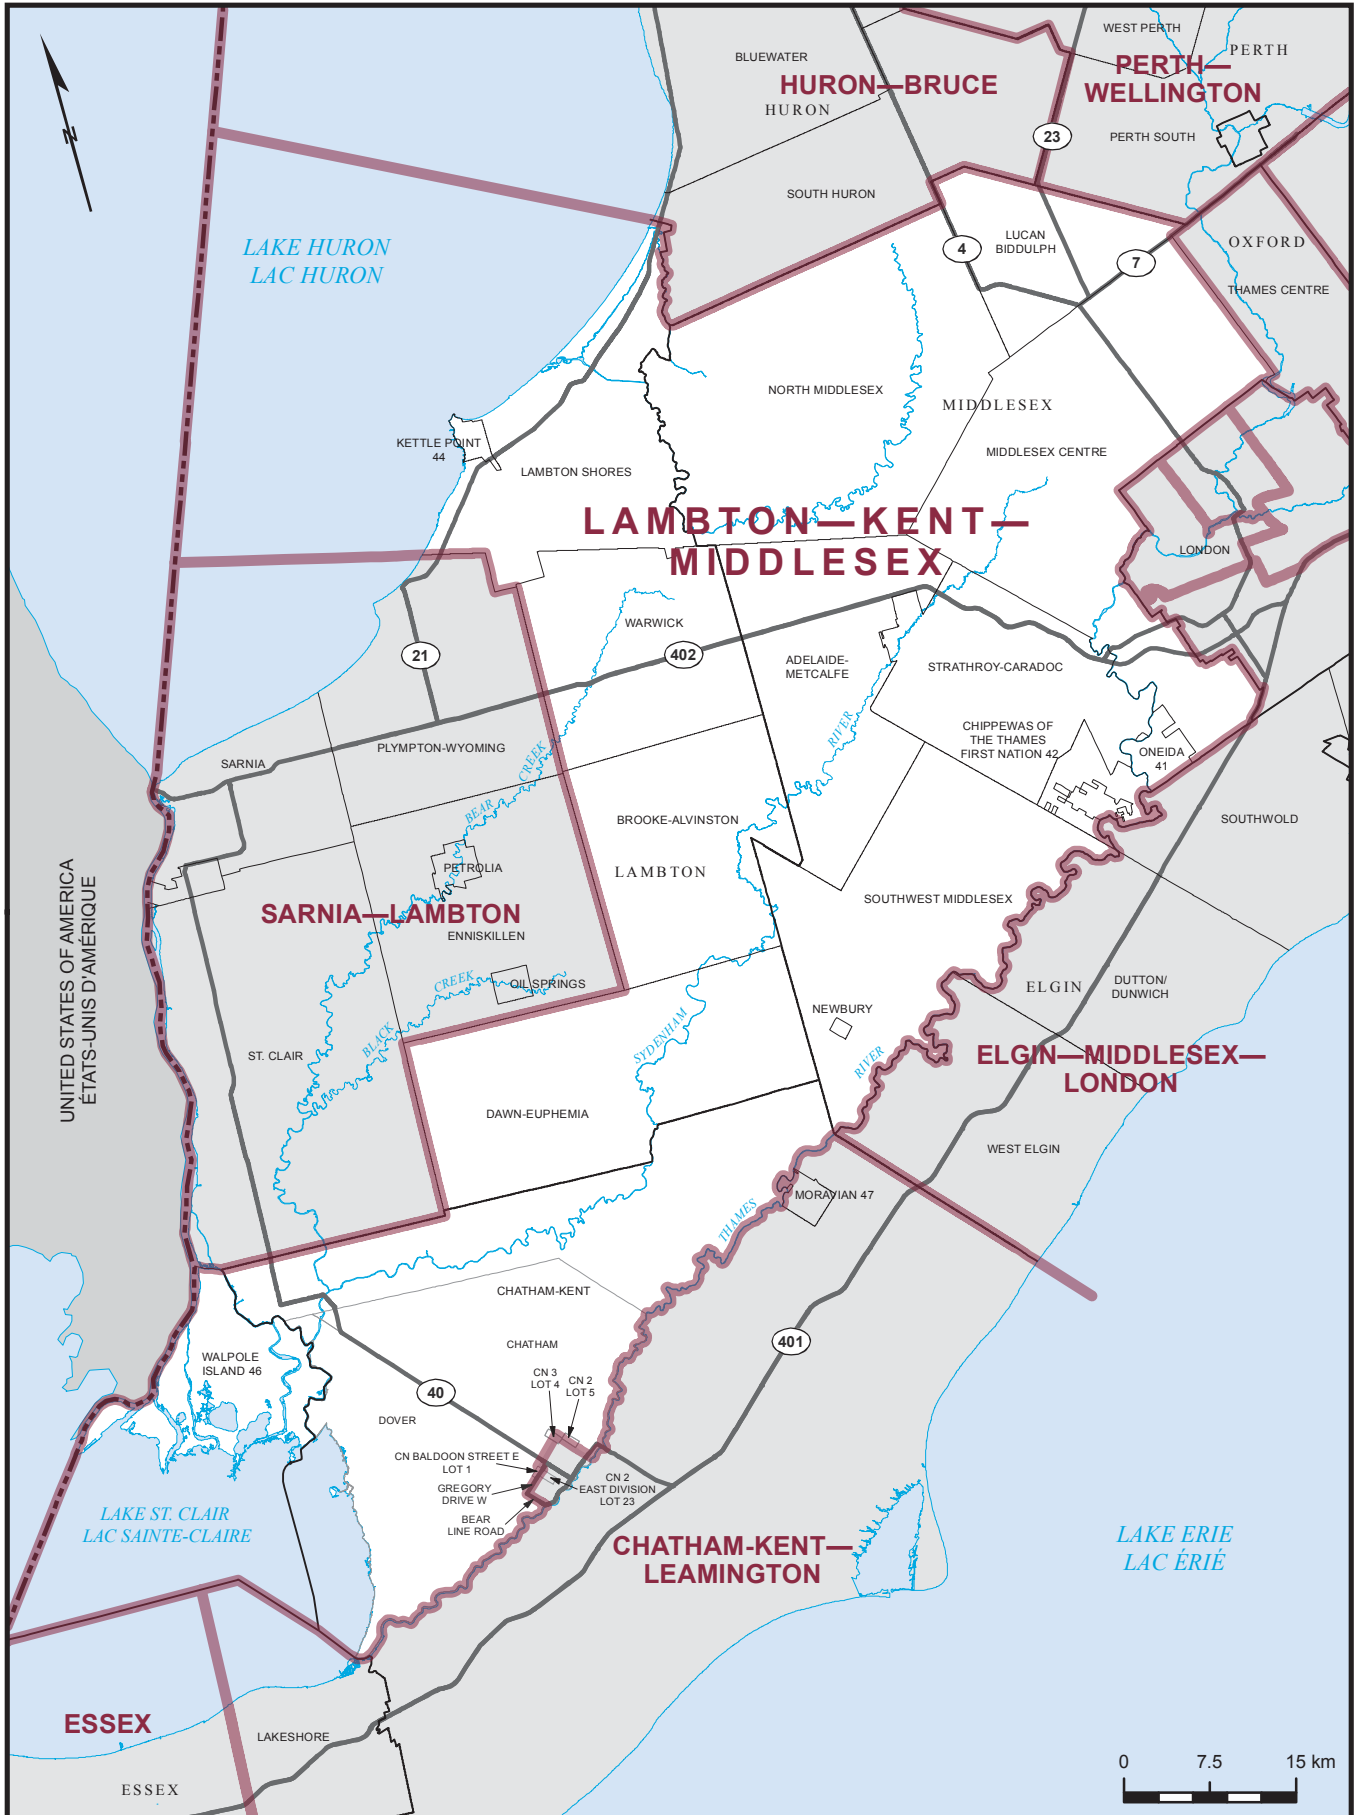 WEST PERTH
PERTH
BLUEWATER
HURON—BRUCE
HURON
PERTH—
WELLINGTON
23
PERTH SOUTH
SOUTH HURON
LAKE HURON
LAC HURON
4
LUCAN
BIDDULPH
7
OXFORD
THAMES CENTRE
N
NORTH MIDDLESEX
MIDDLESEX
KETTLE POINT
44
LAMBTON SHORES
MIDDLESEX CENTRE
LAMBTON—KENT—
MIDDLESEX
LONDON
WARWICK
21
402
ADELAIDE-
METCALFE
STRATHROY-CARADOC
CHIPPEWAS OF
THE THAMES
FIRST NATION 42
ONEIDA
41
RIVER
PLYMPTON-WYOMING
SARNIA
CREEK
BEAR
BROOKE-ALVINSTON
SOUTHWOLD
PETROLIA
LAMBTON
UNITED STATES OF AMERICA
ÉTATS-UNIS D'AMÉRIQUE
SARNIA—LAMBTON
ENNISKILLEN
SOUTHWEST MIDDLESEX
CREEK
OIL SPRINGS
BLACK
ELGIN
DUTTON/
DUNWICH
NEWBURY
SYDENHAM
ST. CLAIR
RIVER
ELGIN—MIDDLESEX—
LONDON
DAWN-EUPHEMIA
WEST ELGIN
MORAVIAN 47
THAMES
CHATHAM-KENT
WALPOLE
ISLAND 46
CHATHAM
401
CN 3
LOT 4
CN 2
LOT 5
40
DOVER
CN BALDOON STREET E
LOT 1
GREGORY
DRIVE W
BEAR
LINE ROAD
CN 2
EAST DIVISION
LOT 23
LAKE ST. CLAIR
LAC SAINTE-CLAIRE
CHATHAM-KENT—
LEAMINGTON
LAKE ERIE
LAC ÉRIÉ
ESSEX
LAKESHORE
ESSEX
0 7.5 15 km